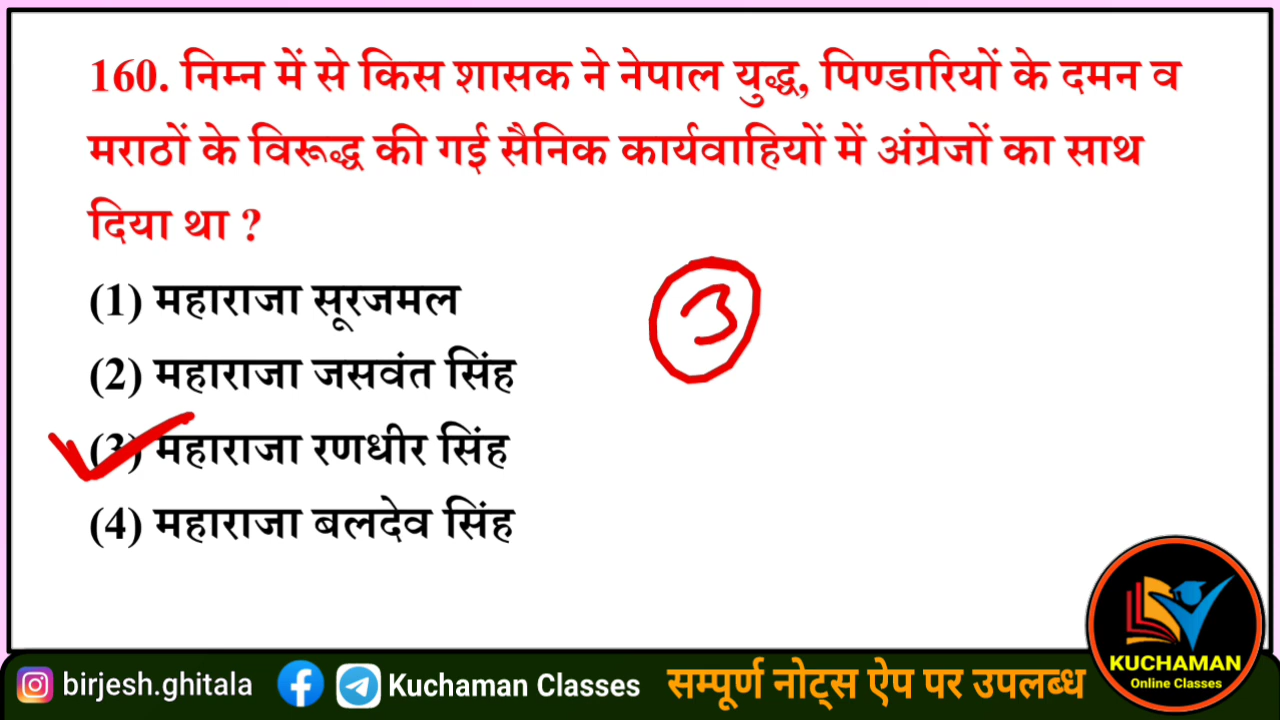 160. निम्न में से किस शासक ने नेपाल युद्ध, पिण्डारियों के दमन व
मराठों के विरूद्ध की गई सैनिक कार्यवाहियों में अंग्रेजों का साथ
दिया था ?
(1) महाराजा सूरजमल
3
(2) महाराजा जसवंत सिंह
(3) महाराजा रणधीर सिंह
(4) महाराजा बलदेव सिंह
KUCHAMAN
Online Classes
birjesh.ghitala Kuchaman Classes सम्पूर्ण नोट्स ऐप पर उपलब्ध